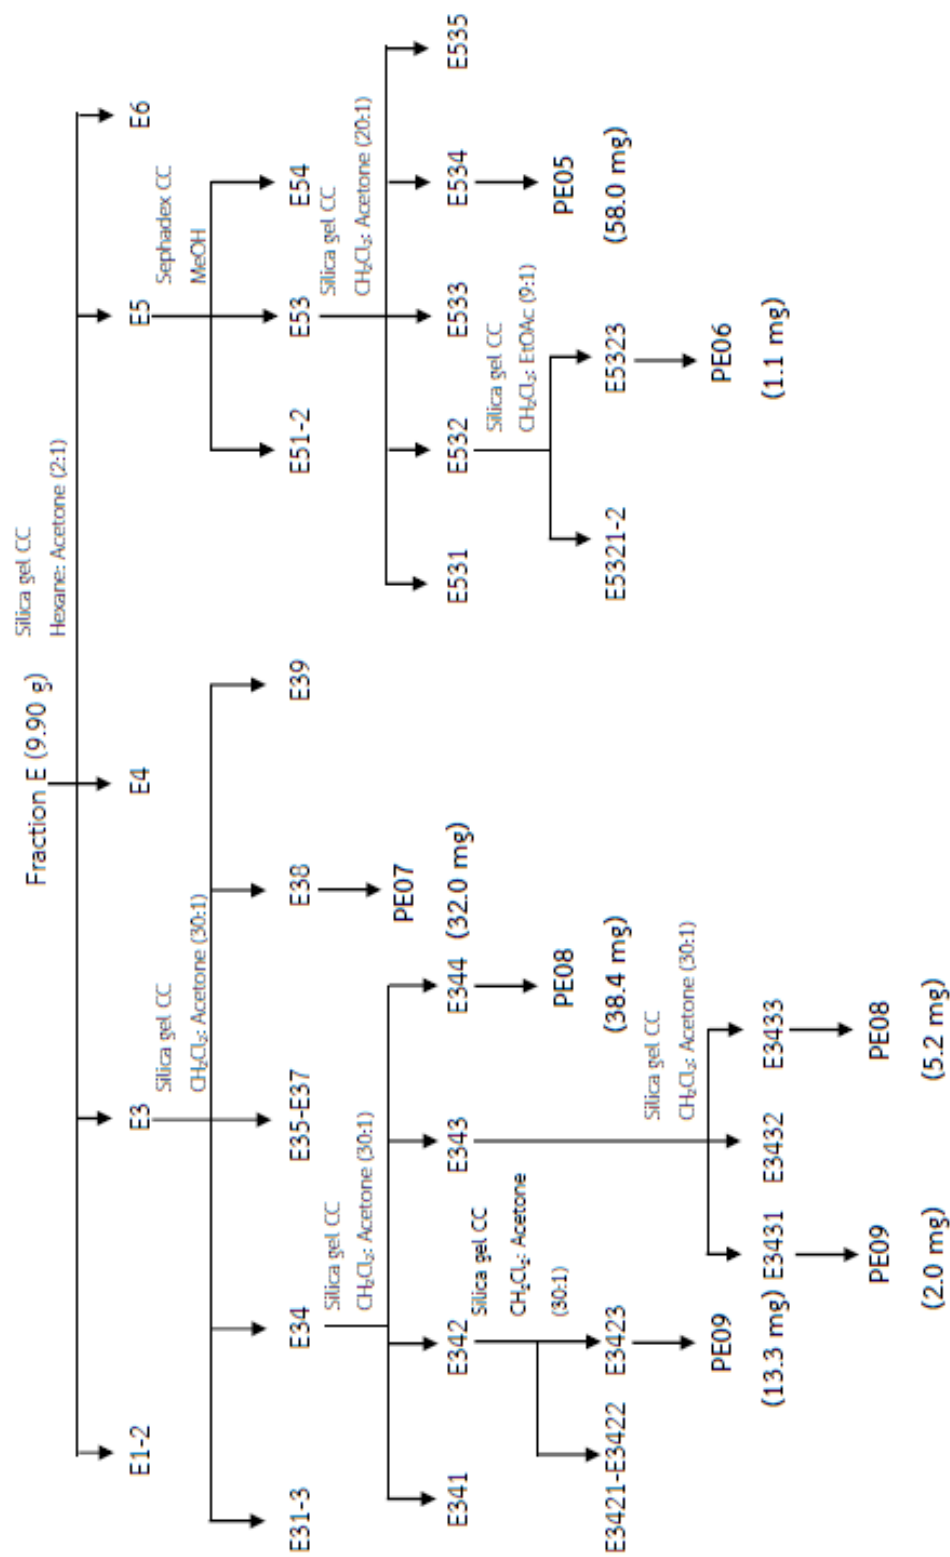 Fraction E (9.90 g)
Silica gel CC
Hexane: Acetone (2:1)
E1-2
E3
E4
E5
E6
Silica gel CC
CH₂Cl₂: Acetone (30:1)
Sephadex CC
MeOH
E31-3
E34
E35-E37
E38
E39
E51-2
E53
E54
Silica gel CC
CH₂Cl₂: Acetone (30:1)
PE07
(32.0 mg)
Silica gel CC
CH₂Cl₂: Acetone (20:1)
E341
E342
E343
E344
E531
E532
E533
E534
E535
Silica gel CC
CH₂Cl₂: Acetone
(30:1)
PE08
(38.4 mg)
Silica gel CC
CH₂Cl₂: EtOAc (9:1)
PE05
(58.0 mg)
E3421-E3422
E3423
E5321-2
E5323
Silica gel CC
CH₂Cl₂: Acetone (30:1)
PE09
(13.3 mg)
PE06
(1.1 mg)
E3431
E3432
E3433
PE09
(2.0 mg)
PE08
(5.2 mg)